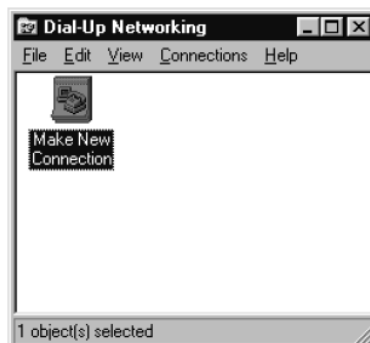 Dial-Up Networking
File Edit View Connections Help
Make New
Connection
1 object(s) selected